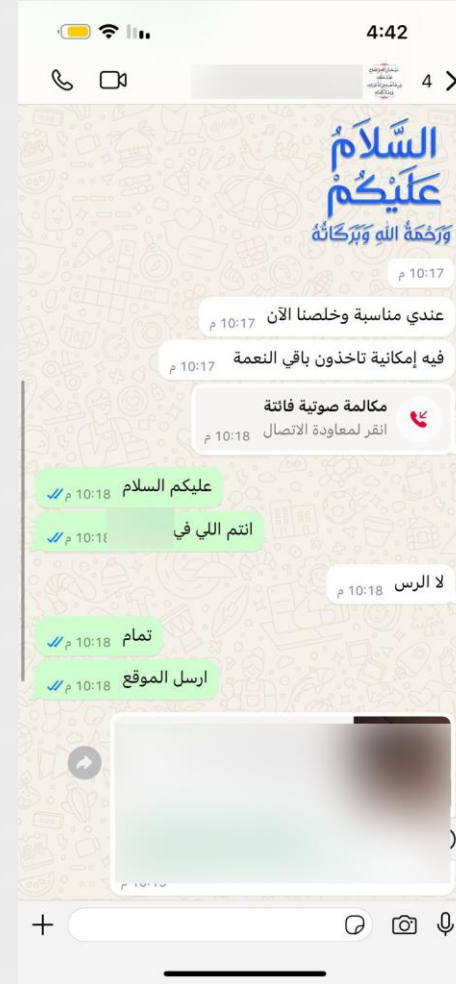 4:42
4
السَّلَامُ
عَلَيْكُمْ
وَرَحْمَةُ اللهِ وَبَرَكَاتُهُ
10:17 م
عندي مناسبة وخلصنا الآن 10:17 م
فيه إمكانية تاخذون باقي النعمة 10:17 م
مكالمة صوتية فائتة
انقر لمعاودة الاتصال 10:18 م
عليكم السلام 10:18 م
انتم اللي في 10:18 م
لا الرس 10:18 م
تمام 10:18 م
ارسل الموقع 10:18 م